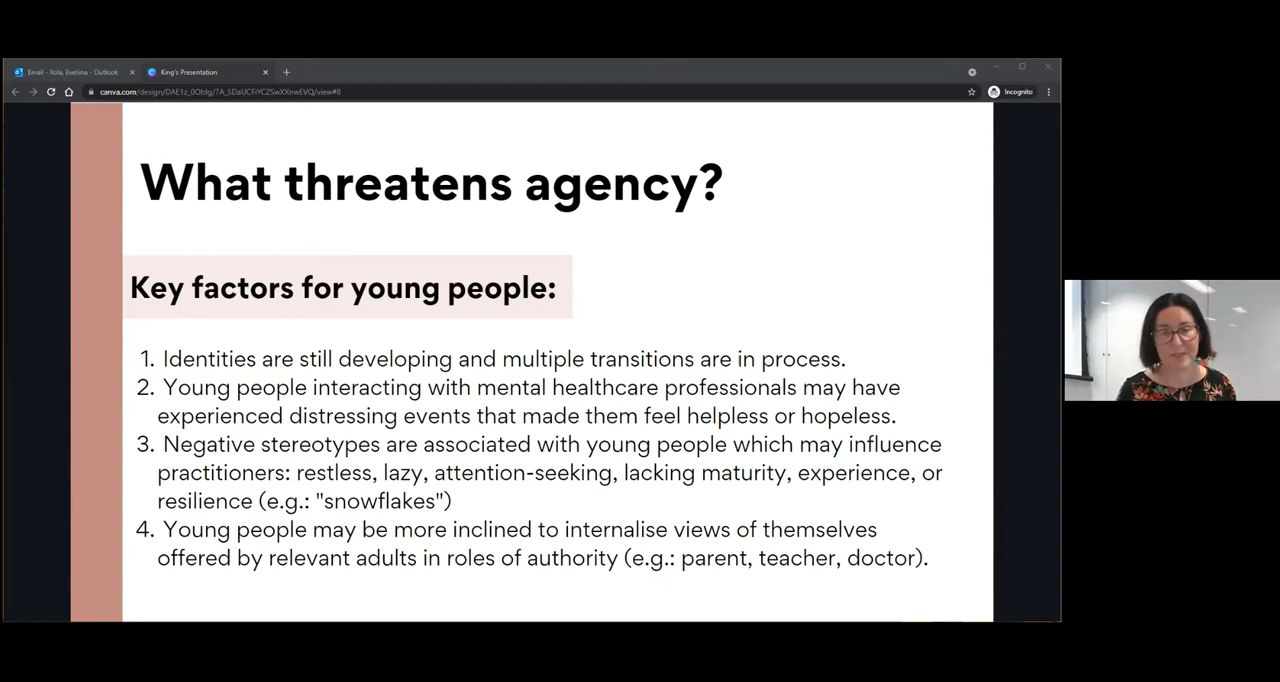 Email - Ilola, Eveliina - Outlook
King's Presentation
What threatens agency?
Key factors for young people:
1. Identities are still developing and multiple transitions are in process.
2. Young people interacting with mental healthcare professionals may have
experienced distressing events that made them feel helpless or hopeless.
3. Negative stereotypes are associated with young people which may influence
practitioners: restless, lazy, attention-seeking, lacking maturity, experience, or
resilience (e.g.: "snowflakes")
4. Young people may be more inclined to internalise views of themselves
offered by relevant adults in roles of authority (e.g.: parent, teacher, doctor).
Incognito